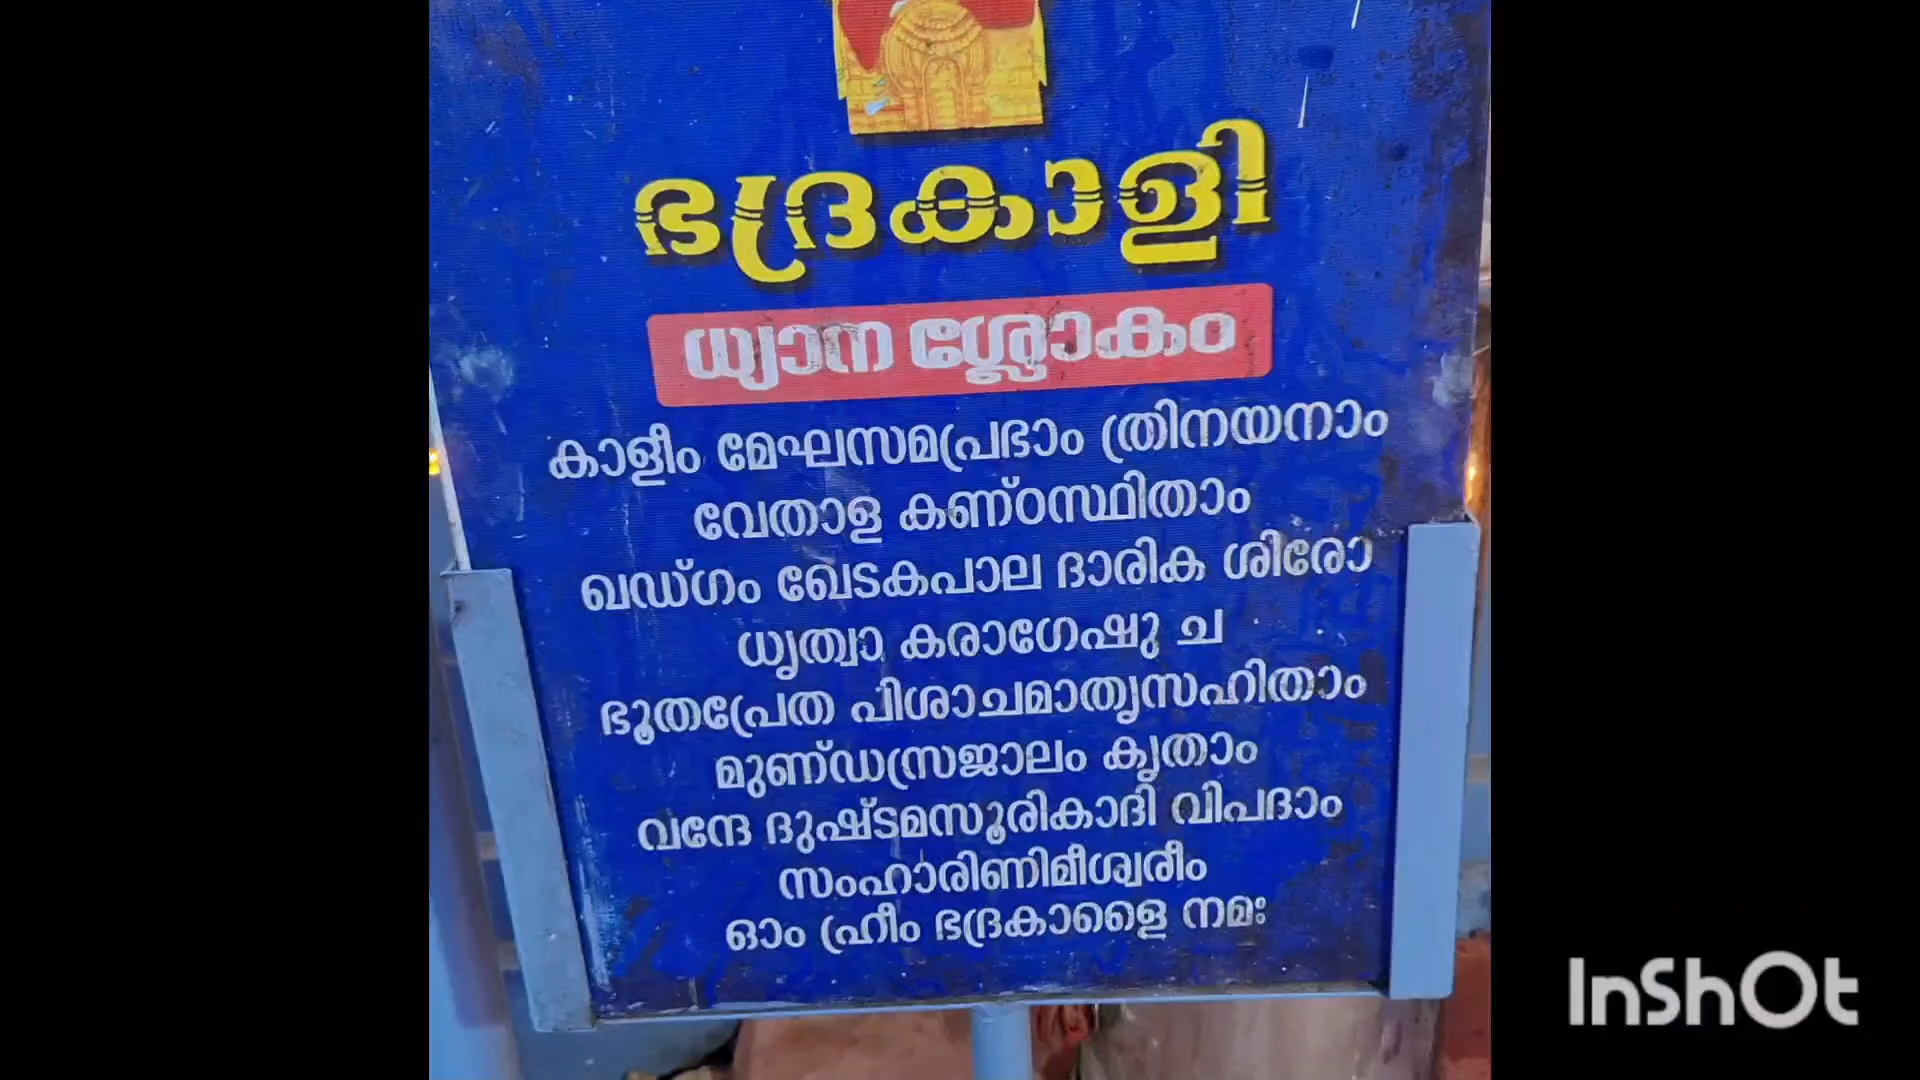 ഭദ്രകാളി
ധ്യാന ശ്ലോകം
കാളീം മേഘസമപ്രഭാം ത്രിനയനാം
വേതാള കണ്ഠസ്ഥിതാം
ഖഡ്ഗം ഖേടകപാല ദാരിക ശിരോ
ധൃത്വാ കരാഗേഷു ച
ഭൂതപ്രേത പിശാചമാതൃസഹിതാം
മുണ്ഡസ്രജാലം കൃതാം
വന്ദേ ദുഷ്ടമസൂരികാദി വിപദാം
സംഹാരിണിമീശ്വരീം
ഓം ഹ്രീം ഭദ്രകാളൈ നമഃ
InShOt